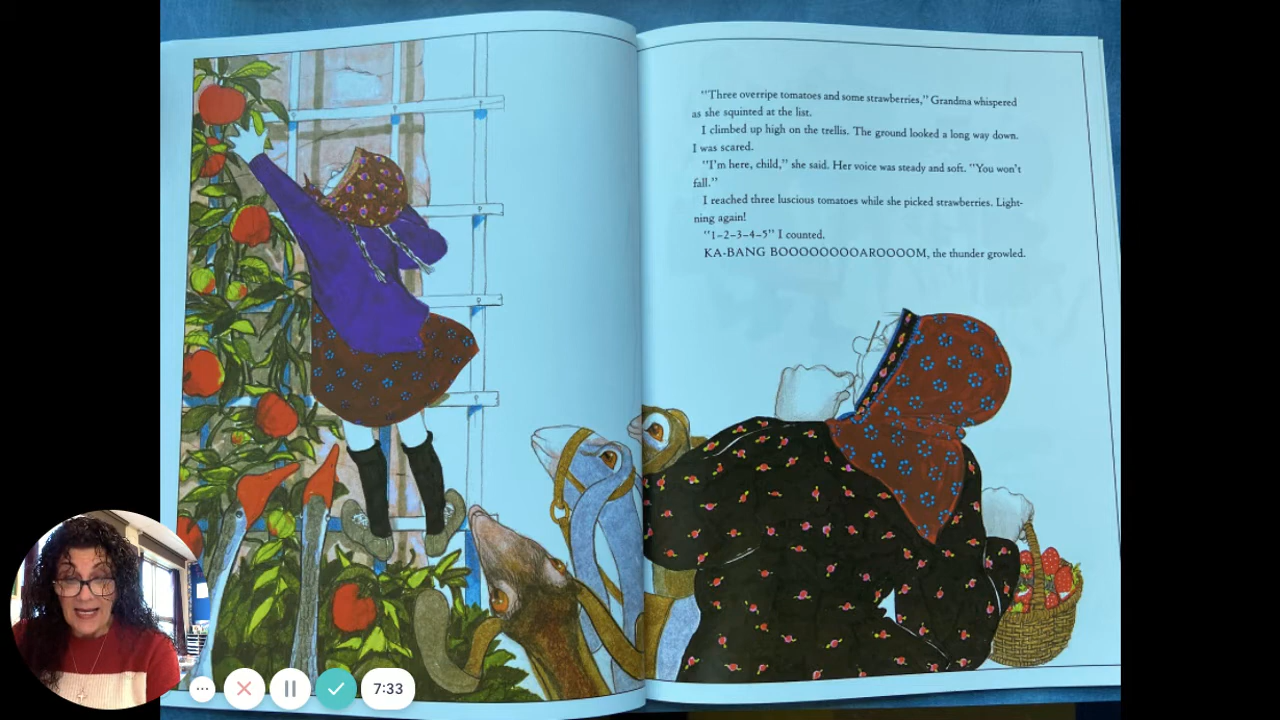 "Three overripe tomatoes and some strawberries," Grandma whispered
as she squinted at the list.
I climbed up high on the trellis. The ground looked a long way down.
I was scared.
"I'm here, child," she said. Her voice was steady and soft. "You won't
fall."
I reached three luscious tomatoes while she picked strawberries. Light-
ning again!
"1-2-3-4-5" I counted.
KA-BANG BOOOOOOOOAROOOOM, the thunder growled.
7:33